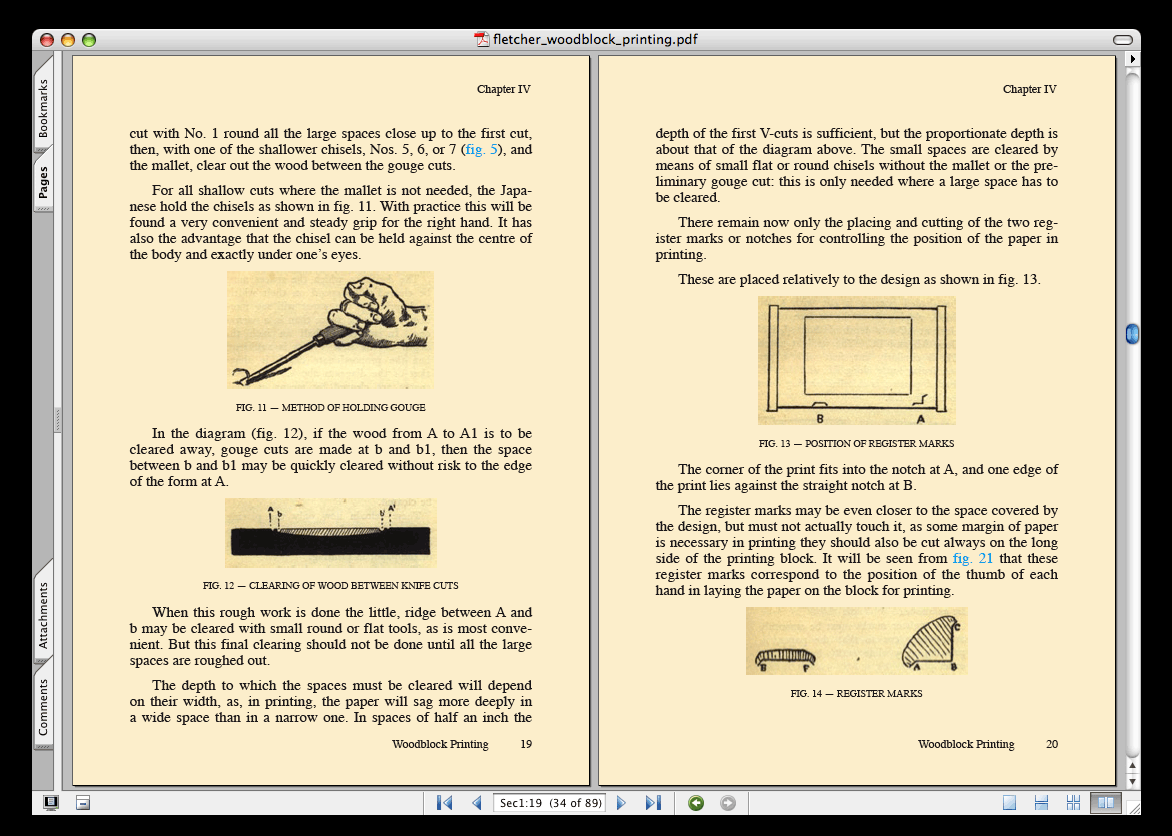 fletcher_woodblock_printing.pdf
Bookmarks
Pages
Attachments
Comments
Chapter IV
cut with No. 1 round all the large spaces close up to the first cut,
then, with one of the shallower chisels, Nos. 5, 6, or 7 (fig. 5), and
the mallet, clear out the wood between the gouge cuts.
For all shallow cuts where the mallet is not needed, the Japa-
nese hold the chisels as shown in fig. 11. With practice this will be
found a very convenient and steady grip for the right hand. It has
also the advantage that the chisel can be held against the centre of
the body and exactly under one's eyes.
FIG. 11 — METHOD OF HOLDING GOUGE
In the diagram (fig. 12), if the wood from A to A1 is to be
cleared away, gouge cuts are made at b and b1, then the space
between b and b1 may be quickly cleared without risk to the edge
of the form at A.
A b b' A'
FIG. 12 — CLEARING OF WOOD BETWEEN KNIFE CUTS
When this rough work is done the little, ridge between A and
b may be cleared with small round or flat tools, as is most conve-
nient. But this final clearing should not be done until all the large
spaces are roughed out.
The depth to which the spaces must be cleared will depend
on their width, as, in printing, the paper will sag more deeply in
a wide space than in a narrow one. In spaces of half an inch the
Woodblock Printing 19
Chapter IV
depth of the first V-cuts is sufficient, but the proportionate depth is
about that of the diagram above. The small spaces are cleared by
means of small flat or round chisels without the mallet or the pre-
liminary gouge cut: this is only needed where a large space has to
be cleared.
There remain now only the placing and cutting of the two reg-
ister marks or notches for controlling the position of the paper in
printing.
These are placed relatively to the design as shown in fig. 13.
B A
FIG. 13 — POSITION OF REGISTER MARKS
The corner of the print fits into the notch at A, and one edge of
the print lies against the straight notch at B.
The register marks may be even closer to the space covered by
the design, but must not actually touch it, as some margin of paper
is necessary in printing they should also be cut always on the long
side of the printing block. It will be seen from fig. 21 that these
register marks correspond to the position of the thumb of each
hand in laying the paper on the block for printing.
C
E F A B
FIG. 14 — REGISTER MARKS
Woodblock Printing 20
Sec1:19 (34 of 89)